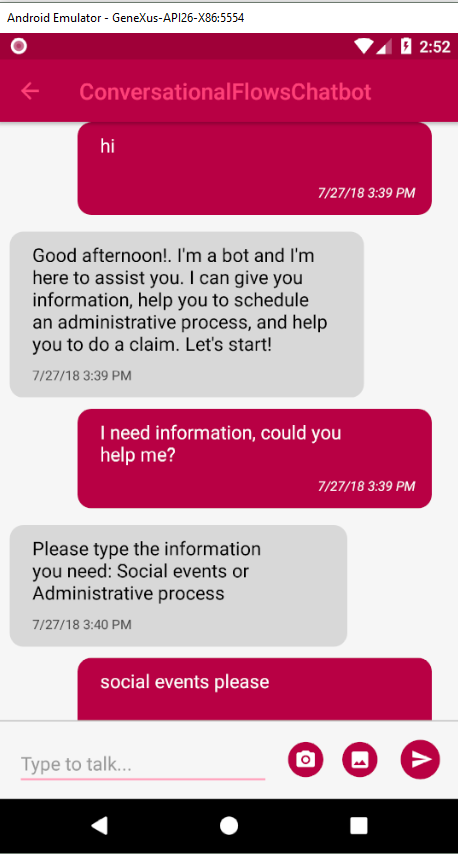 Android Emulator - GeneXus-API26-X86:5554
2:52
ConversationalFlowsChatbot
hi
7/27/18 3:39 PM
Good afternoon!. I'm a bot and I'm
here to assist you. I can give you
information, help you to schedule
an administrative process, and help
you to do a claim. Let's start!
7/27/18 3:39 PM
I need information, could you
help me?
7/27/18 3:39 PM
Please type the information
you need: Social events or
Administrative process
7/27/18 3:40 PM
social events please
Type to talk...